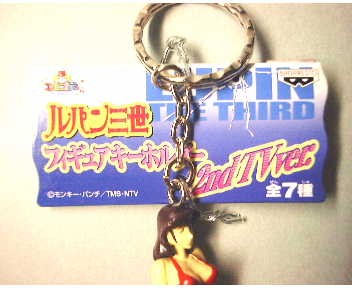 LUPIN
THE THIRD
ルパン三世
フィギュアキーホルダー
2nd TV ver.
全7種
©モンキー・パンチ/TMS・NTV